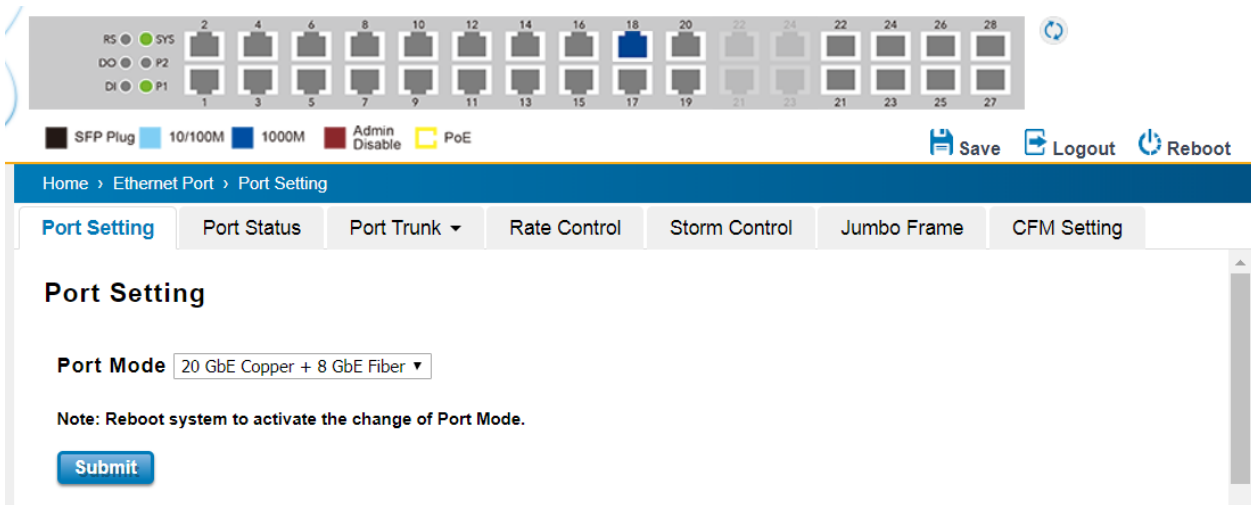 2 4 6 8 10 12 14 16 18 20 22 24 22 24 26 28
RS SYS
DO P2
DI P1
1 3 5 7 9 11 13 15 17 19 21 23 21 23 25 27
SFP Plug 10/100M 1000M Admin Disable PoE
Save Logout Reboot
Home › Ethernet Port › Port Setting
Port Setting Port Status Port Trunk Rate Control Storm Control Jumbo Frame CFM Setting
Port Setting
Port Mode 20 GbE Copper + 8 GbE Fiber
Note: Reboot system to activate the change of Port Mode.
Submit